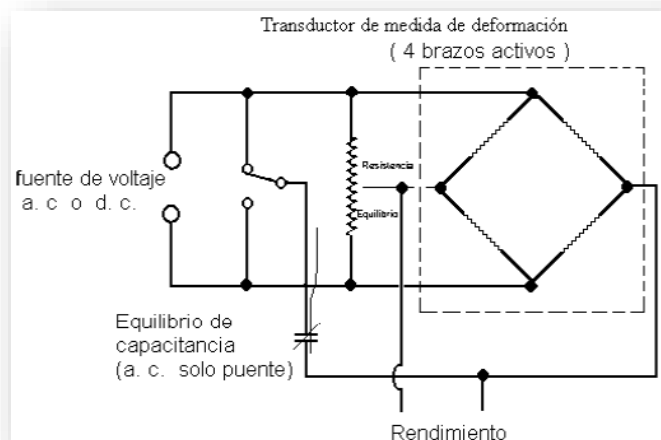 Transductor de medida de deformación
( 4 brazos activos )
fuente de voltaje
a. c o d. c.
Resistencia
Equilibrio
Equilibrio de
capacitancia
(a. c. solo puente)
Rendimiento